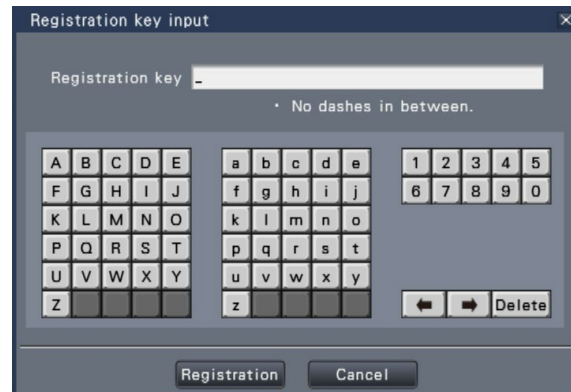 Registration key input
Registration key _
・ No dashes in between.
A B C D E a b c d e 1 2 3 4 5
F G H I J f g h i j 6 7 8 9 0
K L M N O k l m n o
P Q R S T p q r s t
U V W X Y u v w x y
Z z ← → Delete
Registration Cancel